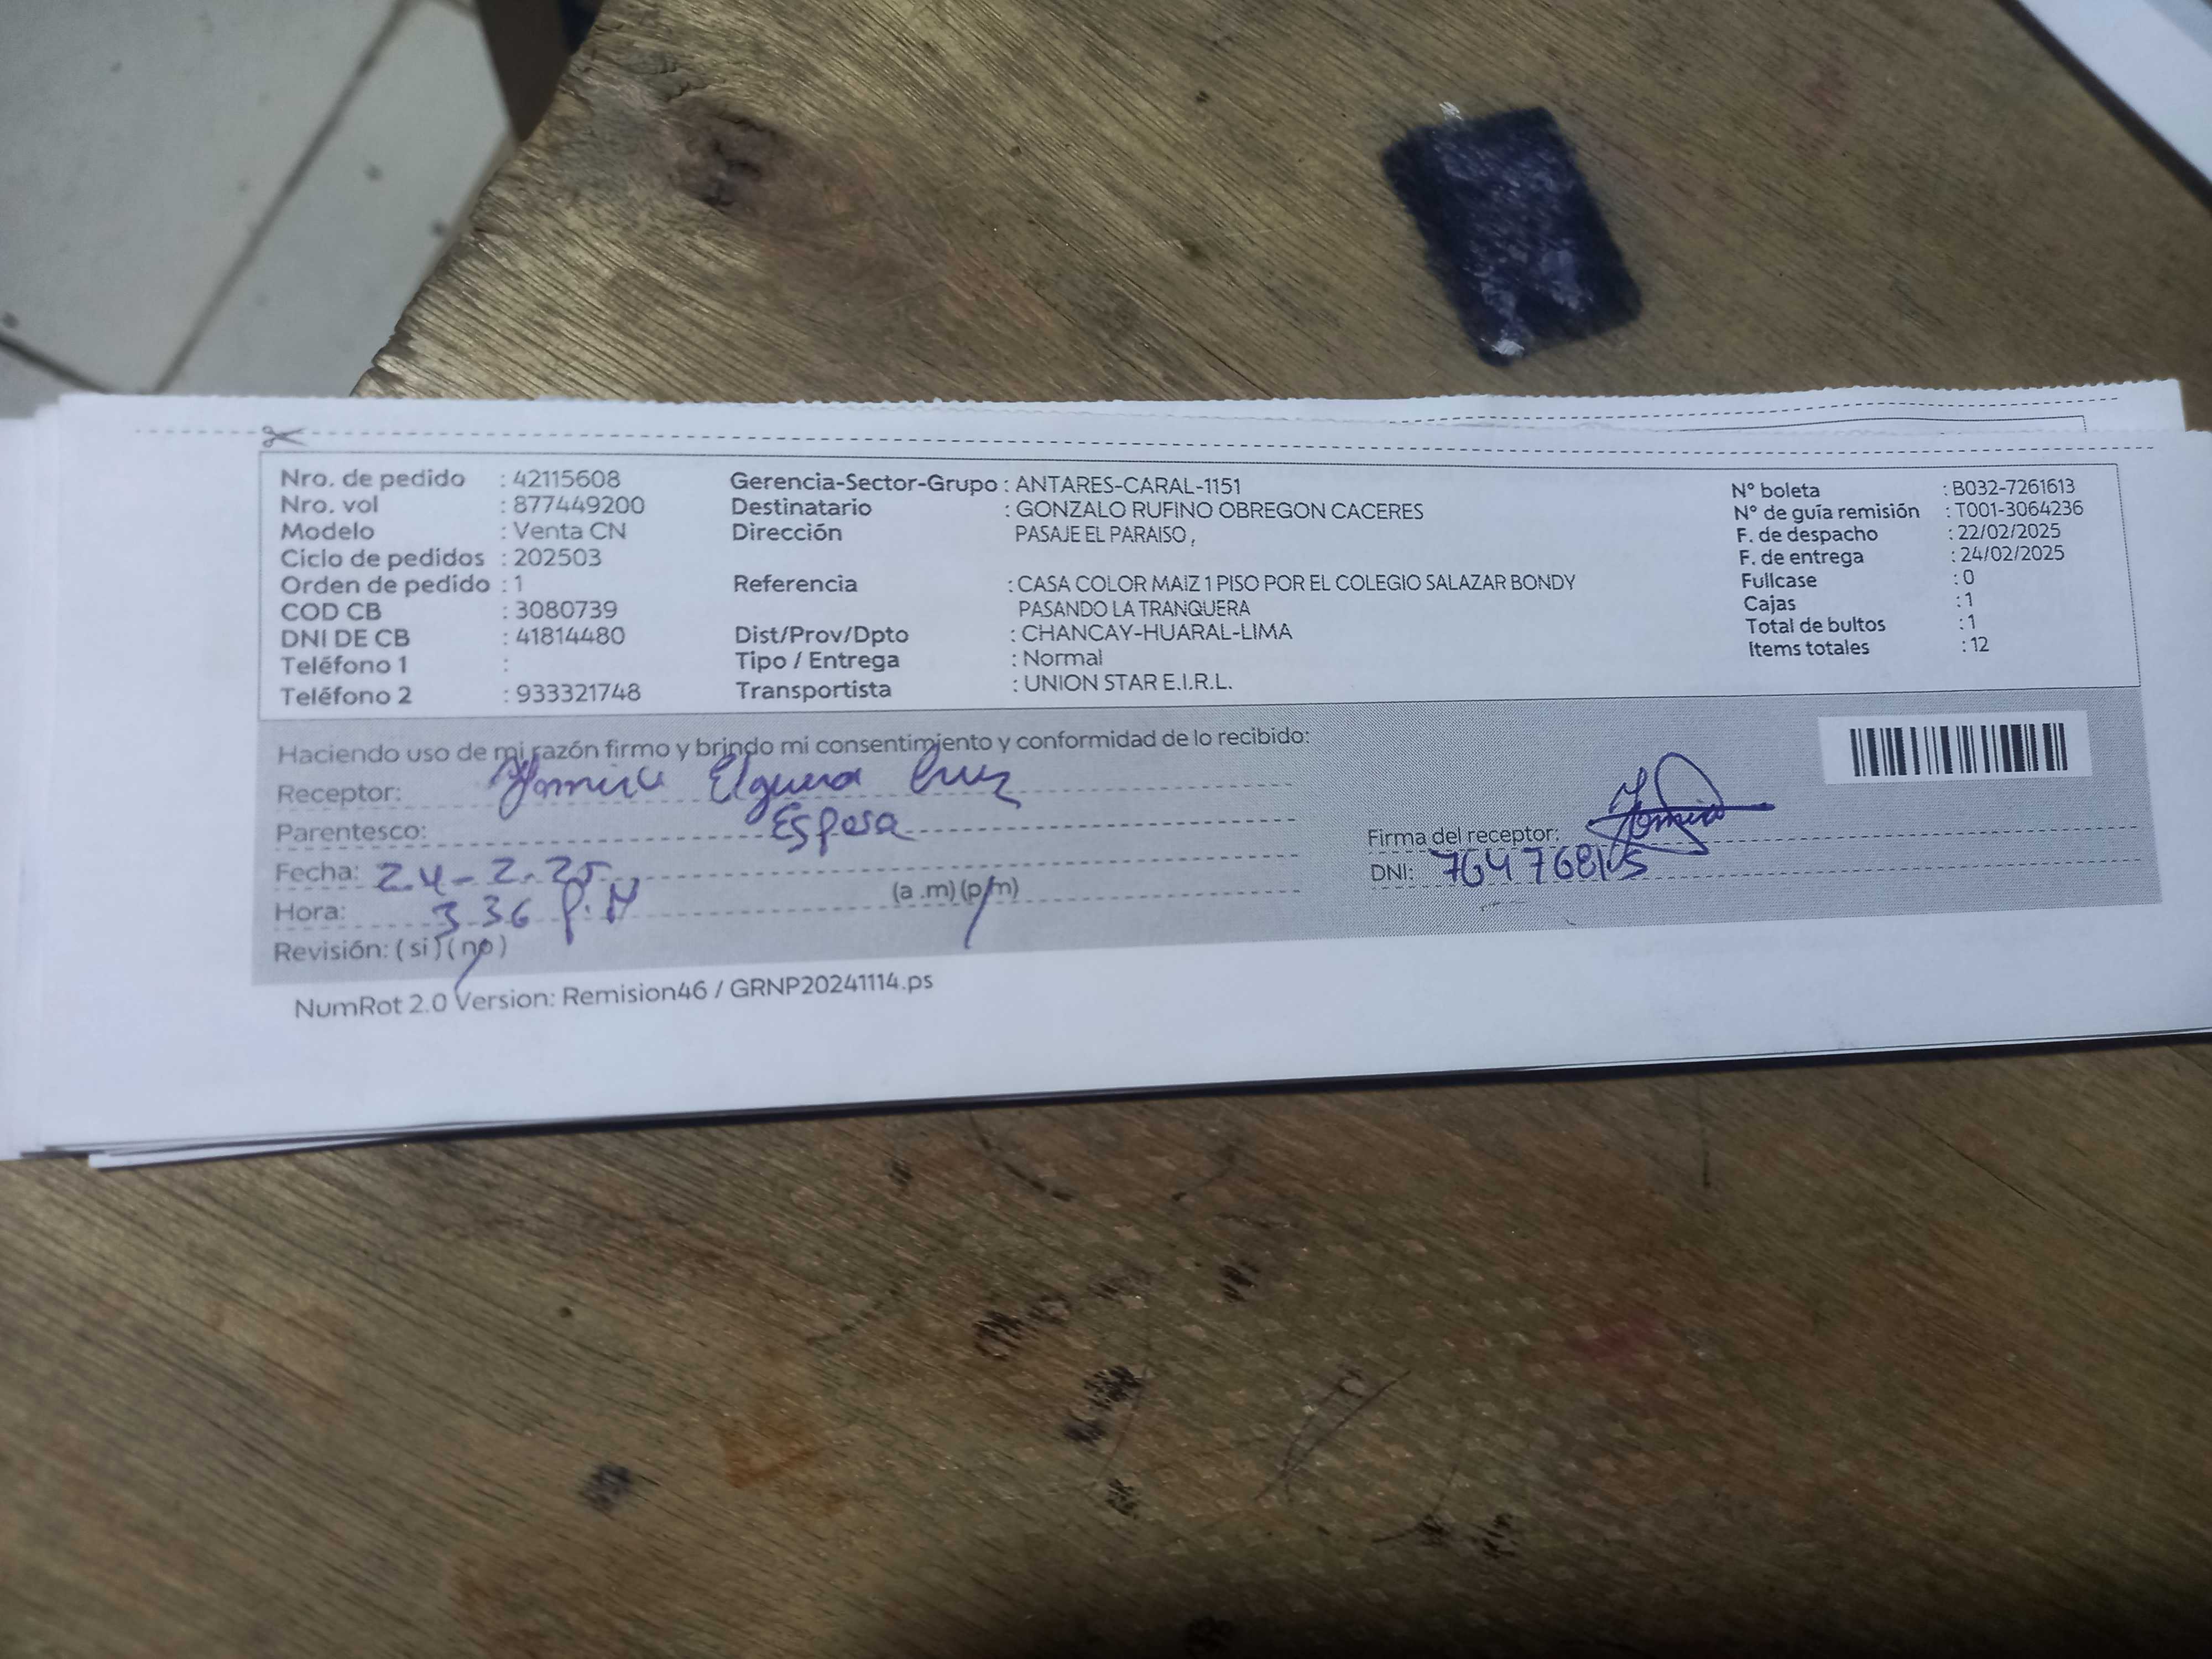 Nro. de pedido : 42115608
Nro. vol : 877449200
Modelo : Venta CN
Ciclo de pedidos : 202503
Orden de pedido : 1
COD CB : 3080739
DNI DE CB : 41814480
Teléfono 1 :
Teléfono 2 : 933321748
Gerencia-Sector-Grupo : ANTARES-CARAL-1151
Destinatario : GONZALO RUFINO OBREGON CACERES
Dirección PASAJE EL PARAISO ,
Referencia : CASA COLOR MAIZ 1 PISO POR EL COLEGIO SALAZAR BONDY
PASANDO LA TRANQUERA
Dist/Prov/Dpto : CHANCAY-HUARAL-LIMA
Tipo / Entrega : Normal
Transportista : UNION STAR E.I.R.L.
N° boleta : B032-7261613
N° de guía remisión : T001-3064236
F. de despacho : 22/02/2025
F. de entrega : 24/02/2025
Fullcase : 0
Cajas : 1
Total de bultos : 1
Items totales : 12
Haciendo uso de mi razón firmo y brindo mi consentimiento y conformidad de lo recibido:
Receptor: Elguera Cruz
Parentesco: Esposa
Fecha: 24-2-25
Hora: 3 36 P.M (a .m) (p/m)
Revisión: ( si ) ( no )
Firma del receptor:
DNI:
NumRot 2.0 Version: Remision46 / GRNP20241114.ps